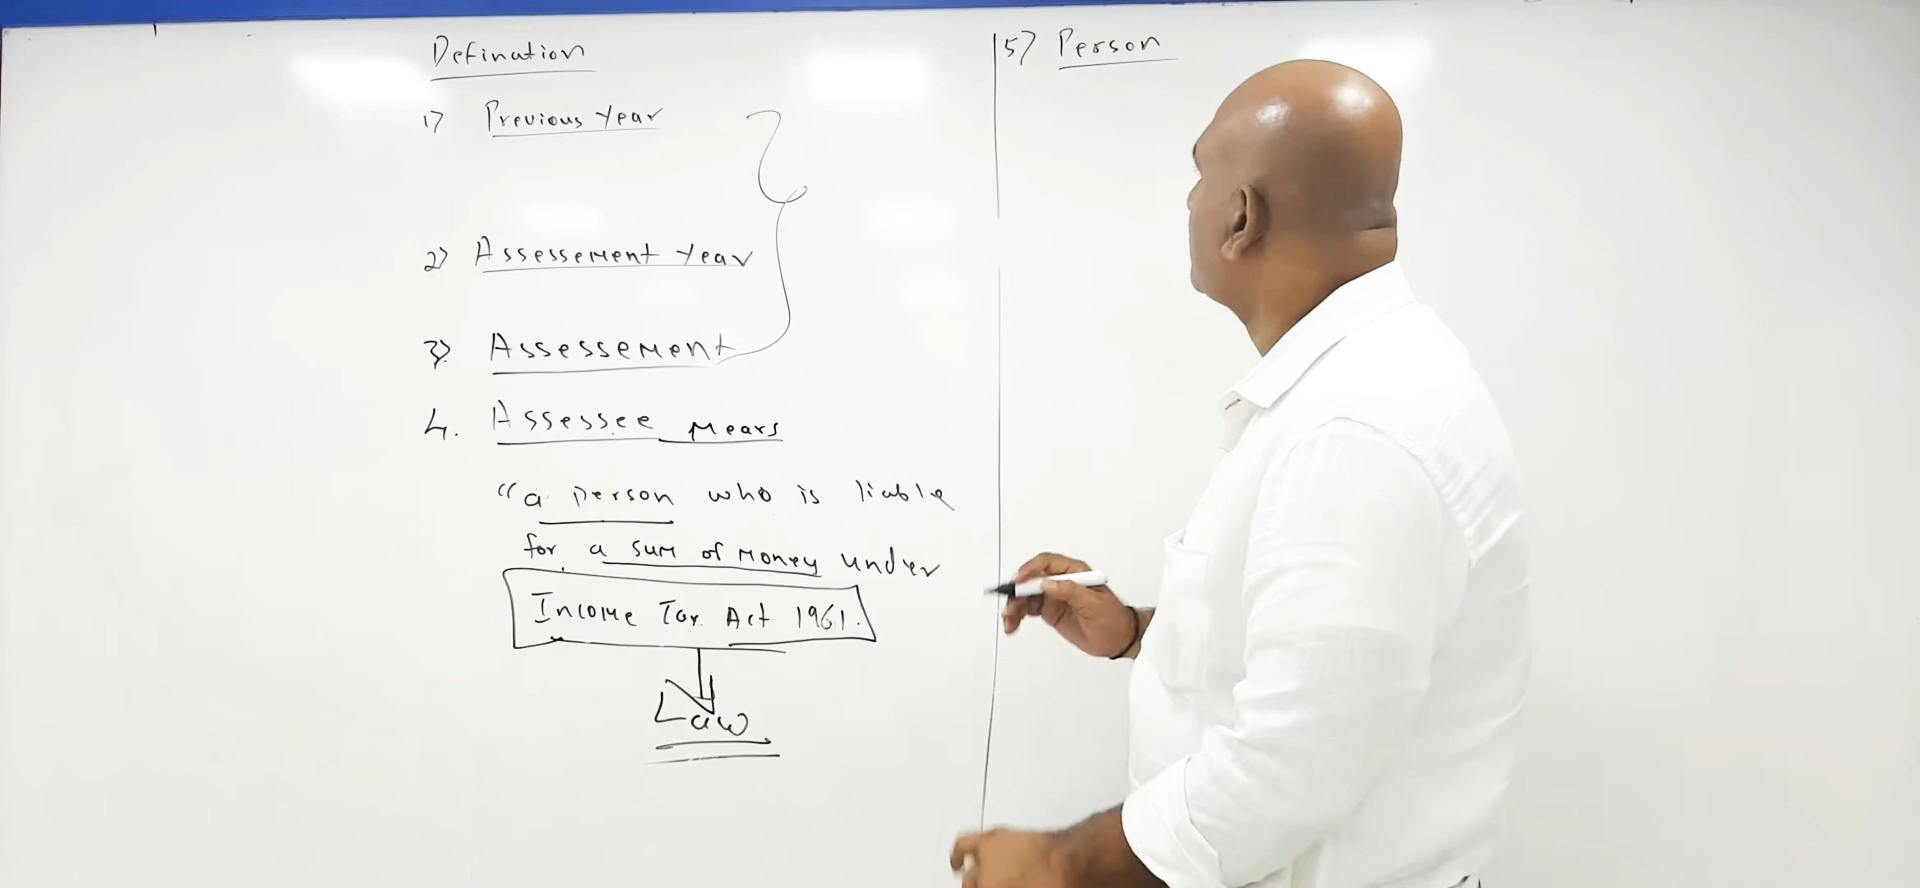 Defination
1) Previous Year
2) Assessement Year
3) Assessement
4. Assessee Means
"a person who is liable
for a sum of money under
Income Tax Act 1961.
Law
5) Person